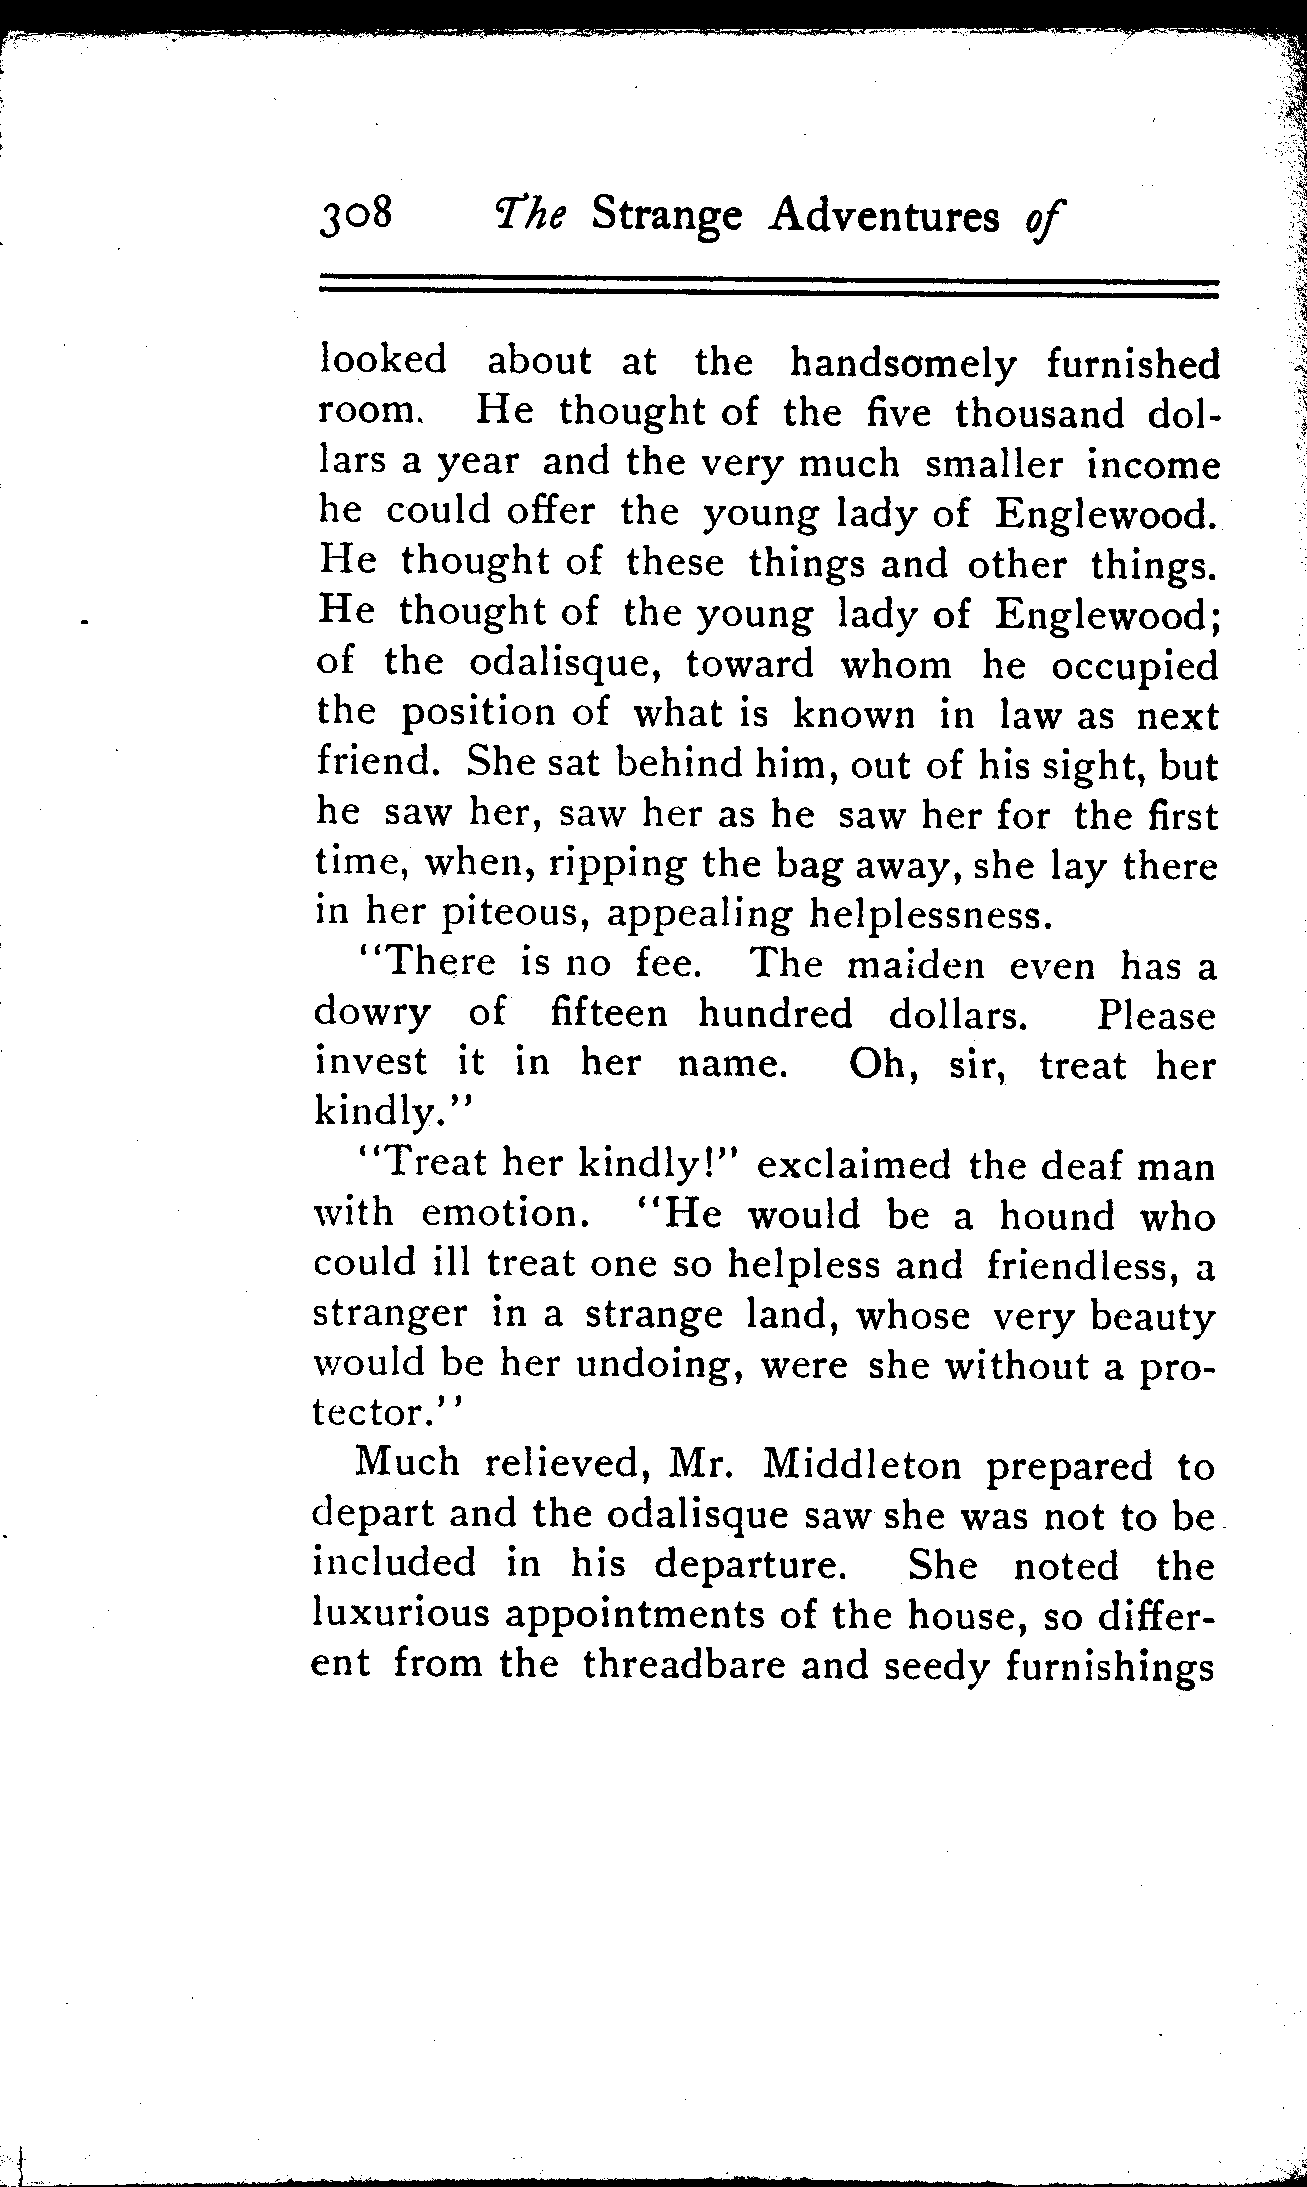 308 The Strange Adventures of
looked about at the handsomely furnished
room. He thought of the five thousand dol-
lars a year and the very much smaller income
he could offer the young lady of Englewood.
He thought of these things and other things.
He thought of the young lady of Englewood;
of the odalisque, toward whom he occupied
the position of what is known in law as next
friend. She sat behind him, out of his sight, but
he saw her, saw her as he saw her for the first
time, when, ripping the bag away, she lay there
in her piteous, appealing helplessness.
"There is no fee. The maiden even has a
dowry of fifteen hundred dollars. Please
invest it in her name. Oh, sir, treat her
kindly."
"Treat her kindly!" exclaimed the deaf man
with emotion. "He would be a hound who
could ill treat one so helpless and friendless, a
stranger in a strange land, whose very beauty
would be her undoing, were she without a pro-
tector."
Much relieved, Mr. Middleton prepared to
depart and the odalisque saw she was not to be
included in his departure. She noted the
luxurious appointments of the house, so differ-
ent from the threadbare and seedy furnishings